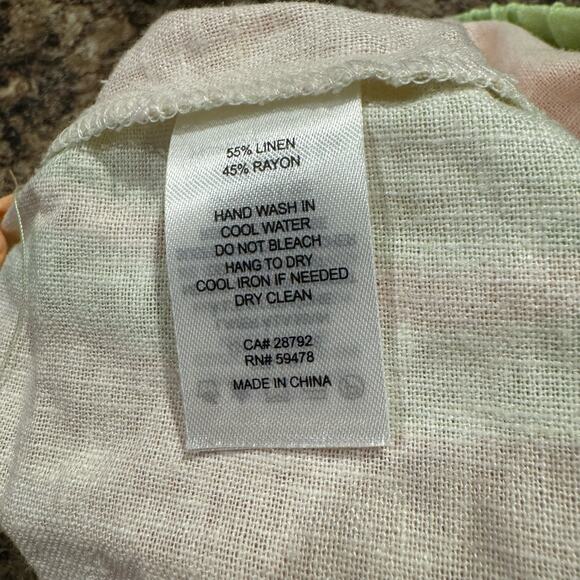 55% LINEN
45% RAYON
HAND WASH IN
COOL WATER
DO NOT BLEACH
HANG TO DRY
COOL IRON IF NEEDED
DRY CLEAN
CA# 28792
RN# 59478
MADE IN CHINA